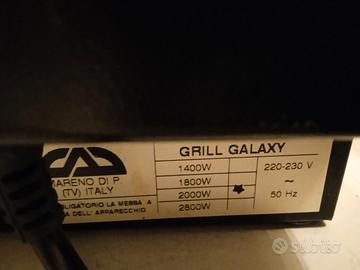 GRILL GALAXY
MARENO DI P
(TV) ITALY
OBLIGATORIO LA MESSA A
DELL' APPARECCHIO
1400W
1800W
2000W
2800W
220-230 V
~
50 Hz
subito